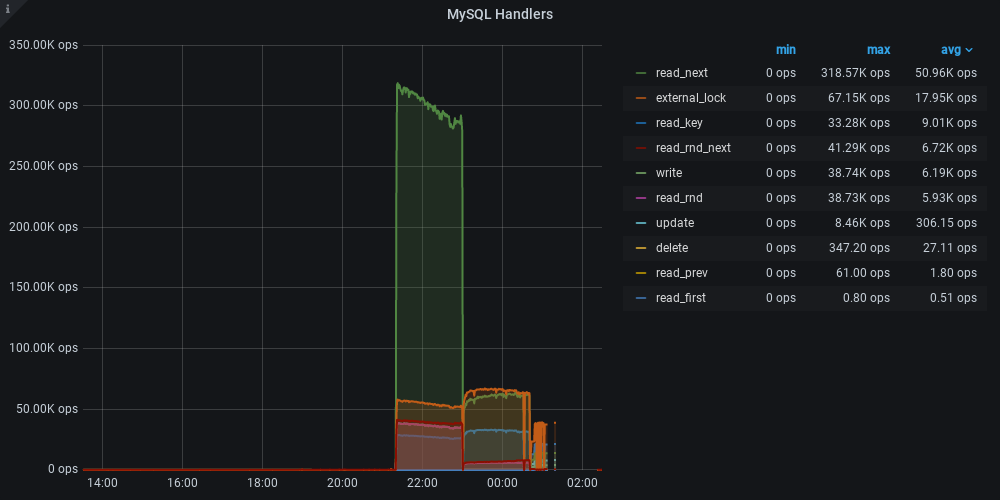 i
MySQL Handlers
350.00K ops
300.00K ops
250.00K ops
200.00K ops
150.00K ops
100.00K ops
50.00K ops
0 ops
14:00 16:00 18:00 20:00 22:00 00:00 02:00
min max avg
read_next 0 ops 318.57K ops 50.96K ops
external_lock 0 ops 67.15K ops 17.95K ops
read_key 0 ops 33.28K ops 9.01K ops
read_rnd_next 0 ops 41.29K ops 6.72K ops
write 0 ops 38.74K ops 6.19K ops
read_rnd 0 ops 38.73K ops 5.93K ops
update 0 ops 8.46K ops 306.15 ops
delete 0 ops 347.20 ops 27.11 ops
read_prev 0 ops 61.00 ops 1.80 ops
read_first 0 ops 0.80 ops 0.51 ops